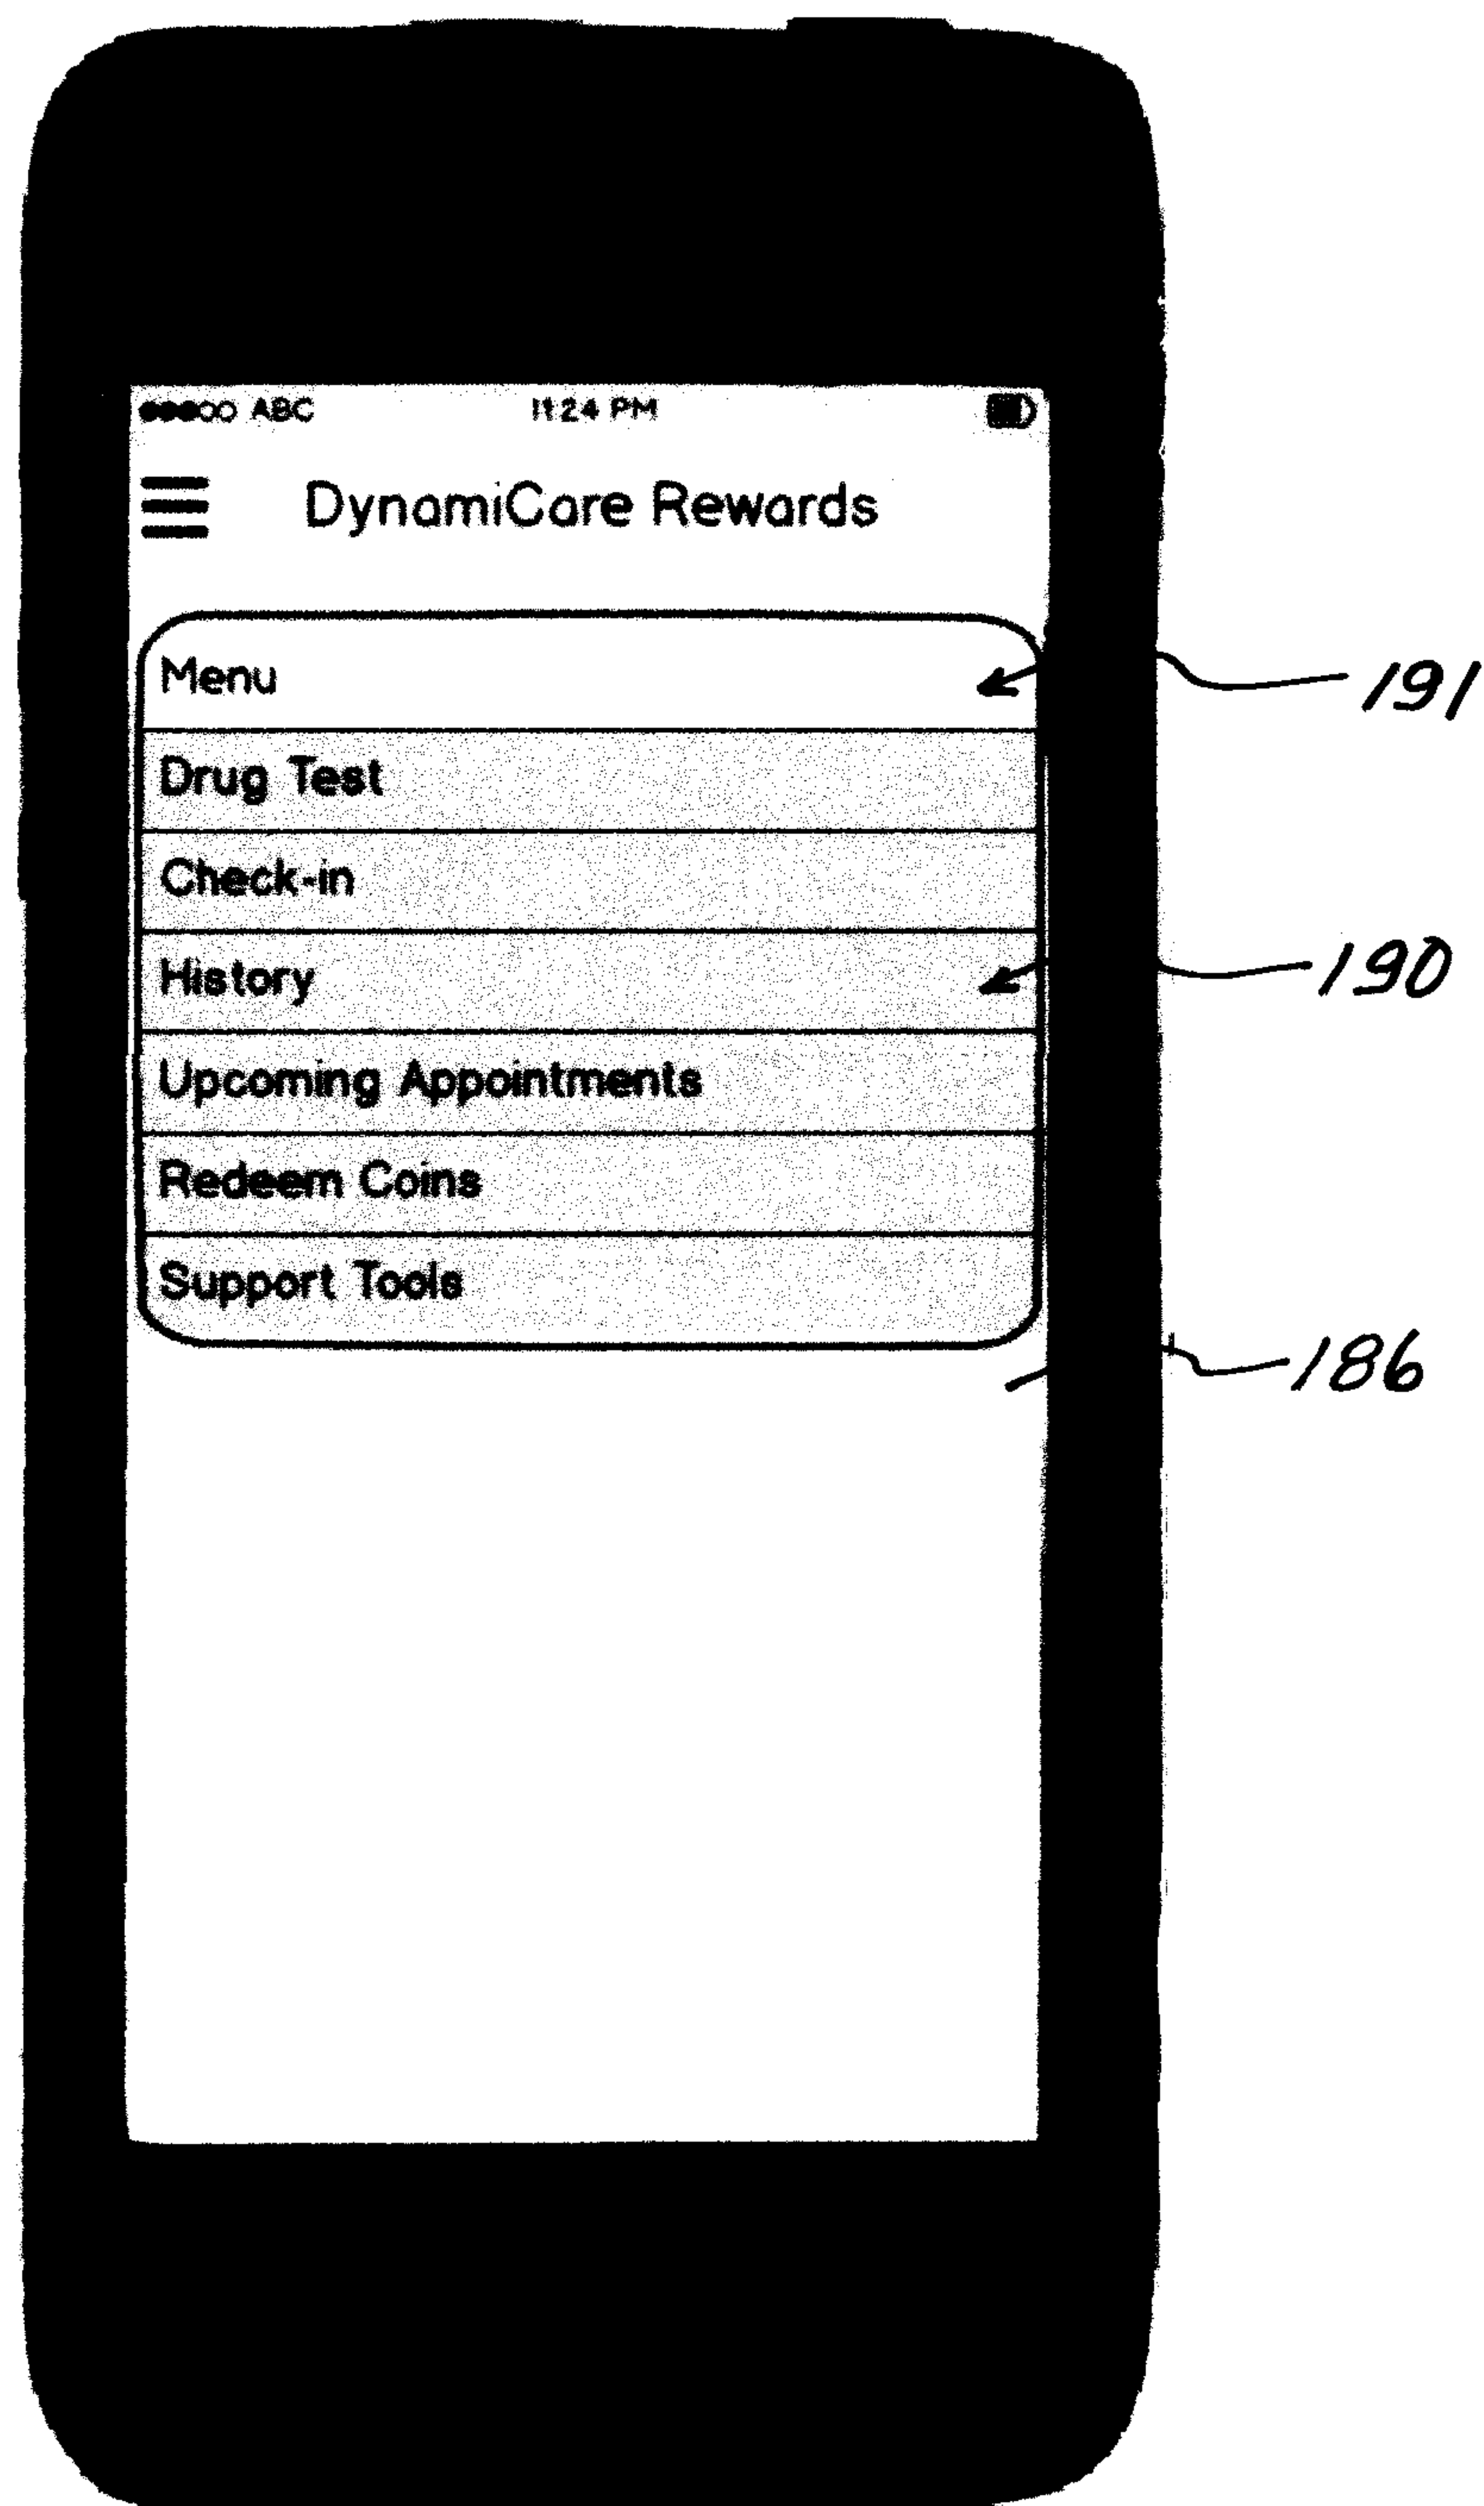 ABC 11:24 PM
DynamiCare Rewards
Menu
191
Drug Test
Check-in
History
190
Upcoming Appointments
Redeem Coins
Support Tools
186